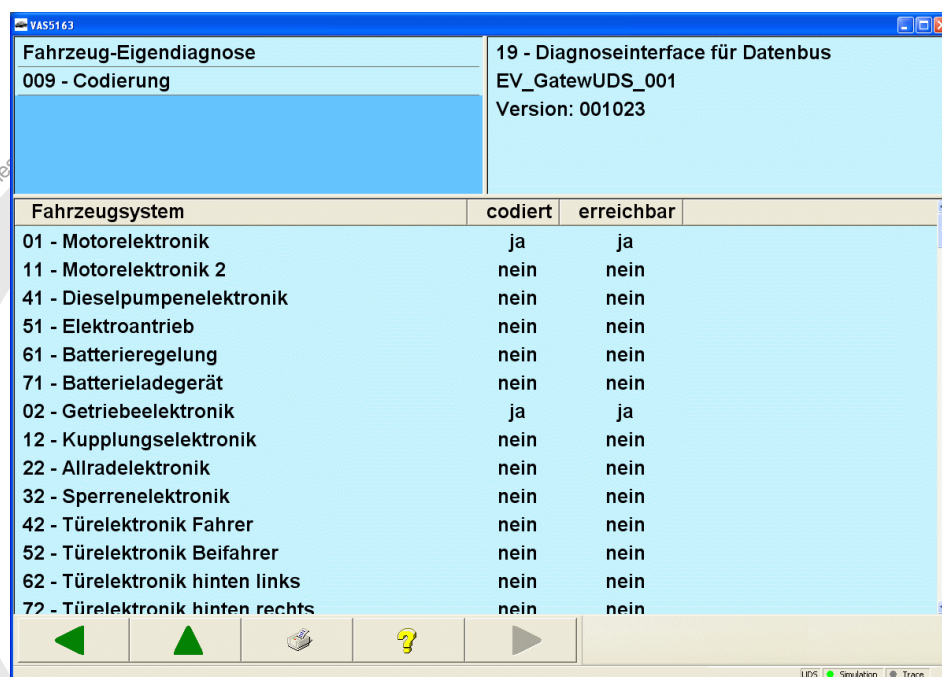 VAS5163
Fahrzeug-Eigendiagnose
009 - Codierung
19 - Diagnoseinterface für Datenbus
EV_GatewUDS_001
Version: 001023
Fahrzeugsystem codiert erreichbar
01 - Motorelektronik ja ja
11 - Motorelektronik 2 nein nein
41 - Dieselpumpenelektronik nein nein
51 - Elektroantrieb nein nein
61 - Batterieregelung nein nein
71 - Batterieladegerät nein nein
02 - Getriebeelektronik ja ja
12 - Kupplungselektronik nein nein
22 - Allradelektronik nein nein
32 - Sperrenelektronik nein nein
42 - Türelektronik Fahrer nein nein
52 - Türelektronik Beifahrer nein nein
62 - Türelektronik hinten links nein nein
72 - Türelektronik hinten rechts nein nein
UDS Simulation Trace